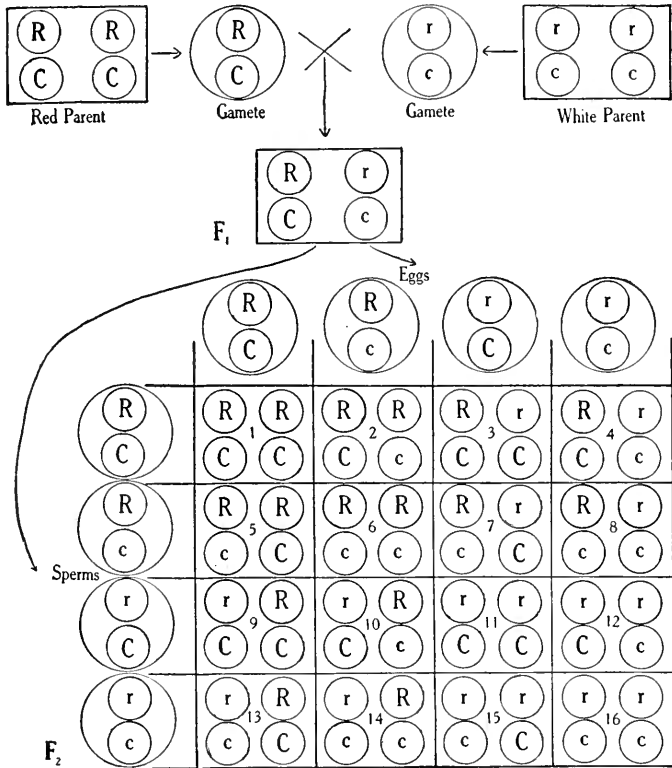 R R R r r r
C C C c c c
Red Parent Gamete Gamete White Parent
R r
C c
F₁
Eggs
R R r r
C c C c
R R R R R R r R r
1 2 3 4
C C C C c C C C c
R R R R R R r R r
5 6 7 8
c c C c c c C c c
Sperms
r r R r R r r r r
9 10 11 12
C C C C c C C C c
r r R r R r r r r
13 14 15 16
c c C c c c C c c
F₂